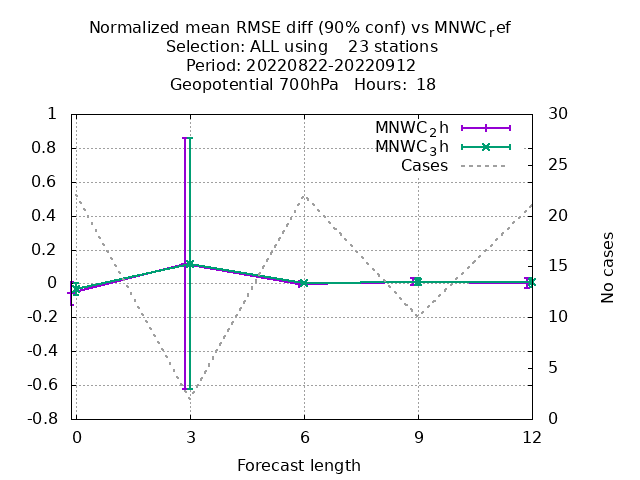 Normalized mean RMSE diff (90% conf) vs MNWC_ref
Selection: ALL using    23 stations
Period: 20220822-20220912
Geopotential 700hPa   Hours:  18
MNWC_2h
MNWC_3h
Cases
1
0.8
0.6
0.4
0.2
0
-0.2
-0.4
-0.6
-0.8
30
25
20
15
10
5
0
No cases
0 3 6 9 12
Forecast length